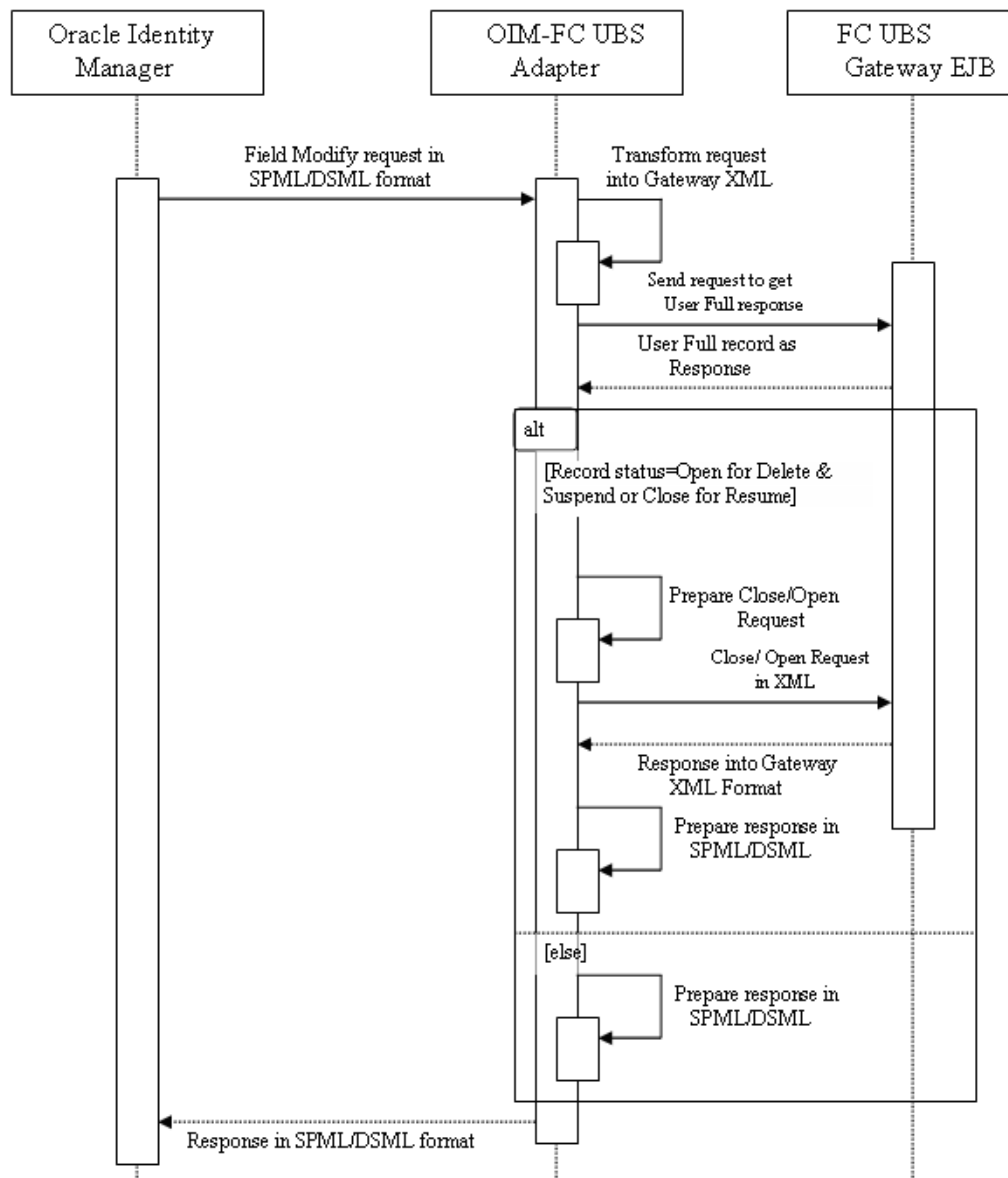 Oracle Identity
Manager
OIM-FC UBS
Adapter
FC UBS
Gateway EJB
Field Modify request in
SPML/DSML format
Transform request
into Gateway XML
Send request to get
User Full response
User Full record as
Response
alt
[Record status=Open for Delete &
Suspend or Close for Resume]
Prepare Close/Open
Request
Close/ Open Request
in XML
Response into Gateway
XML Format
Prepare response in
SPML/DSML
[else]
Prepare response in
SPML/DSML
Response in SPML/DSML format